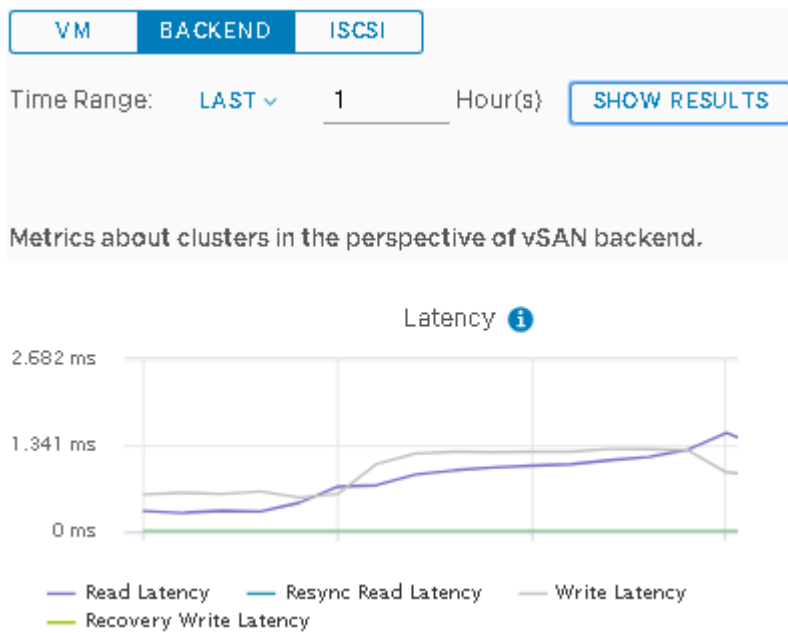 VM BACKEND ISCSI
Time Range: LAST 1 Hour(s) SHOW RESULTS
Metrics about clusters in the perspective of vSAN backend.
Latency
2.682 ms
1.341 ms
0 ms
Read Latency Resync Read Latency Write Latency
Recovery Write Latency